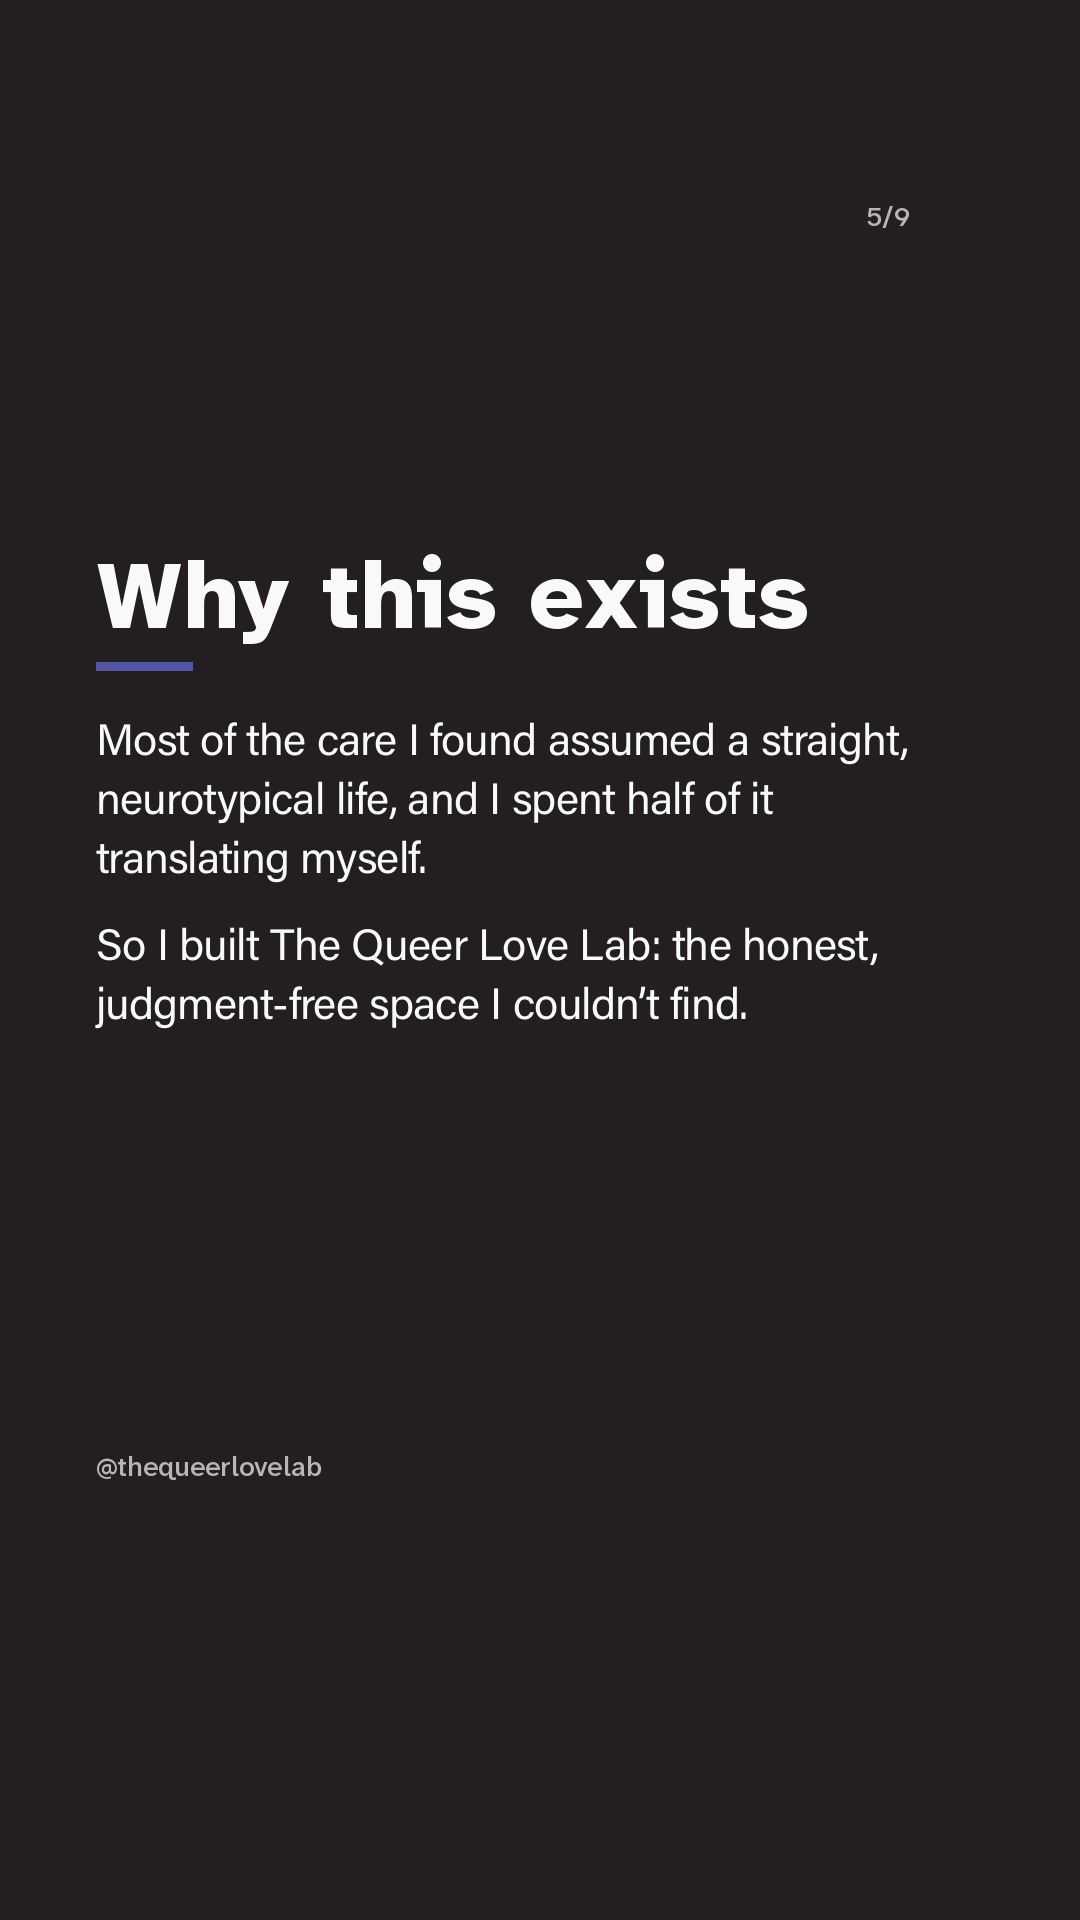 5/9
Why this exists
Most of the care I found assumed a straight,
neurotypical life, and I spent half of it
translating myself.
So I built The Queer Love Lab: the honest,
judgment-free space I couldn’t find.
@thequeerlovelab